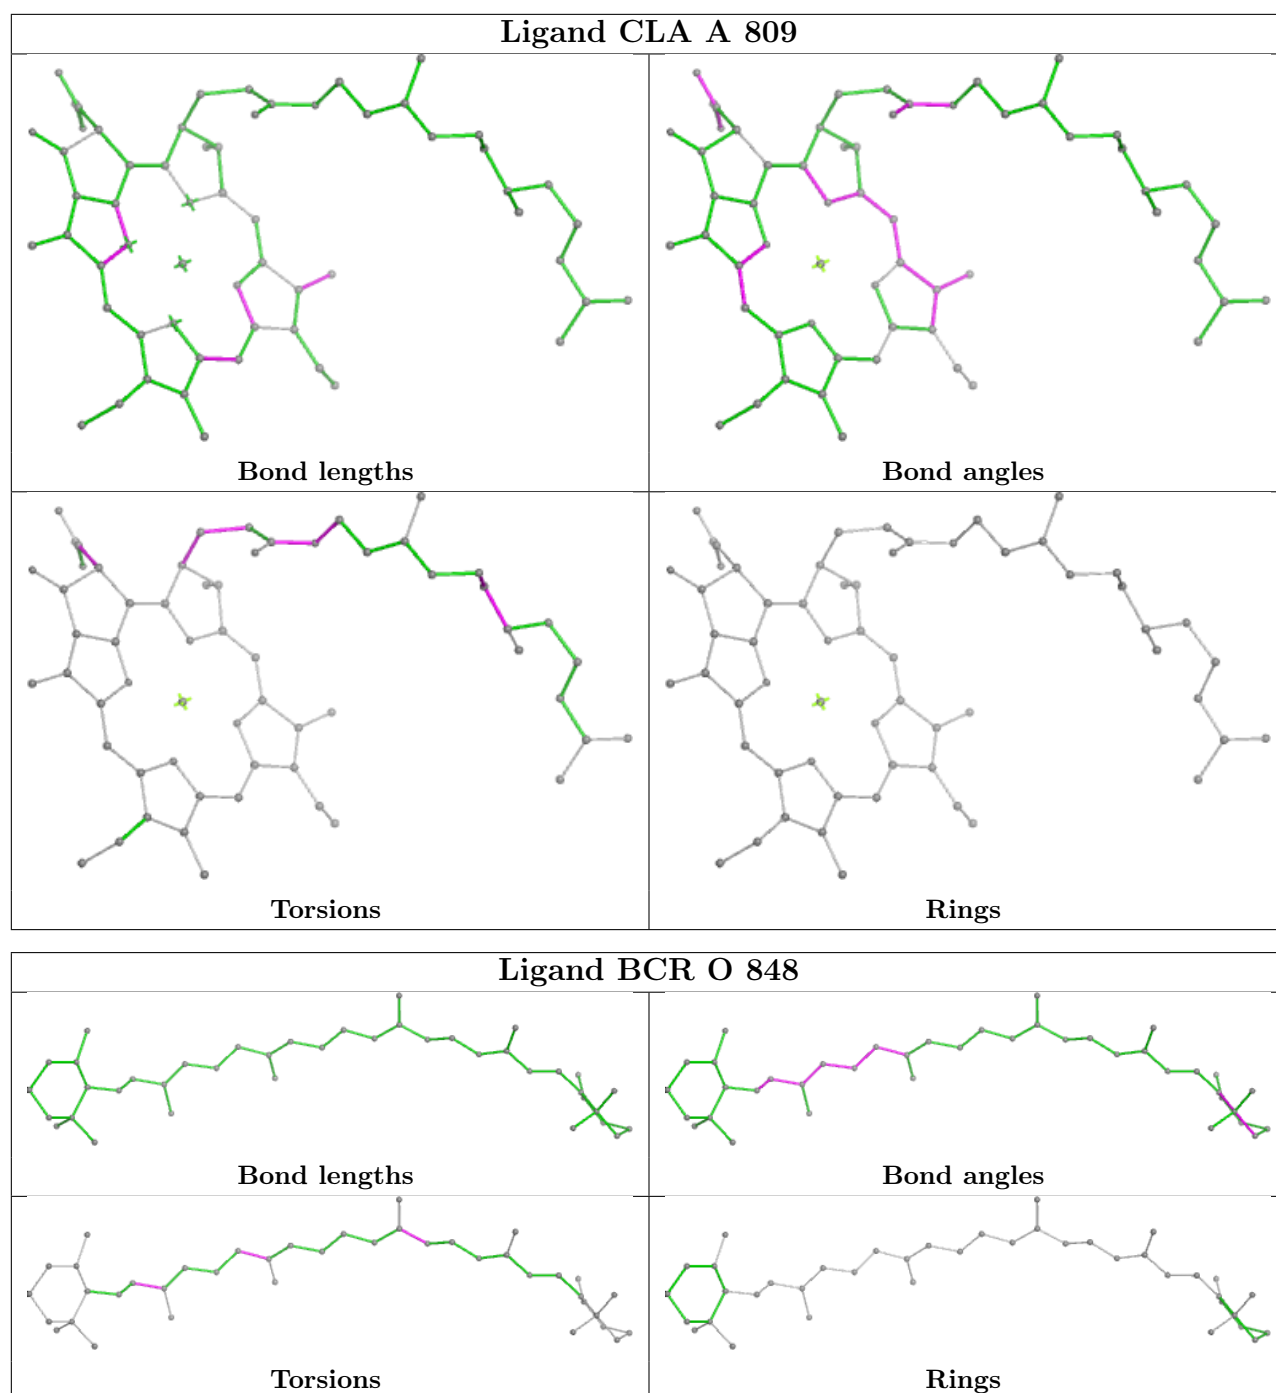 Ligand CLA A 809
Bond lengths
Bond angles
Torsions
Rings
Ligand BCR O 848
Bond lengths
Bond angles
Torsions
Rings